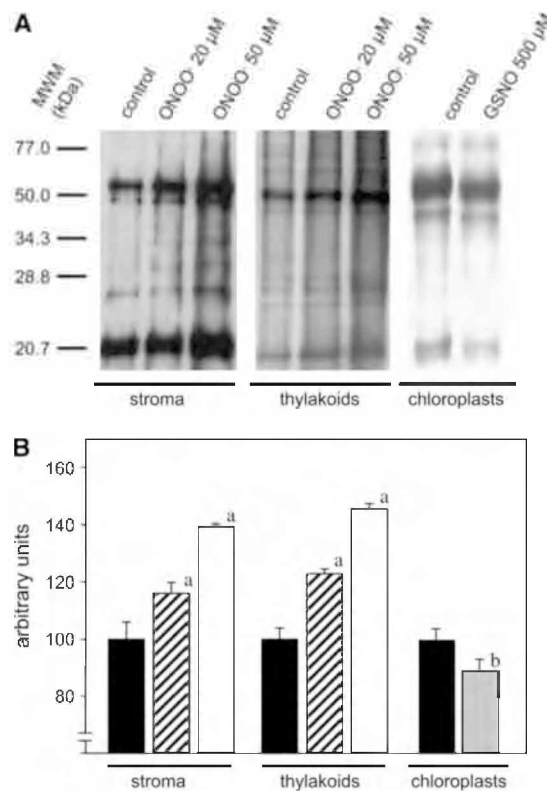 A
MWM
(kDa)
control
ONOO⁻ 20 µM
ONOO⁻ 50 µM
control
ONOO⁻ 20 µM
ONOO⁻ 50 µM
control
GSNO 500 µM
77.0
50.0
34.3
28.8
20.7
stroma
thylakoids
chloroplasts
B
arbitrary units
160
140
120
100
80
a
a
a
a
b
stroma
thylakoids
chloroplasts